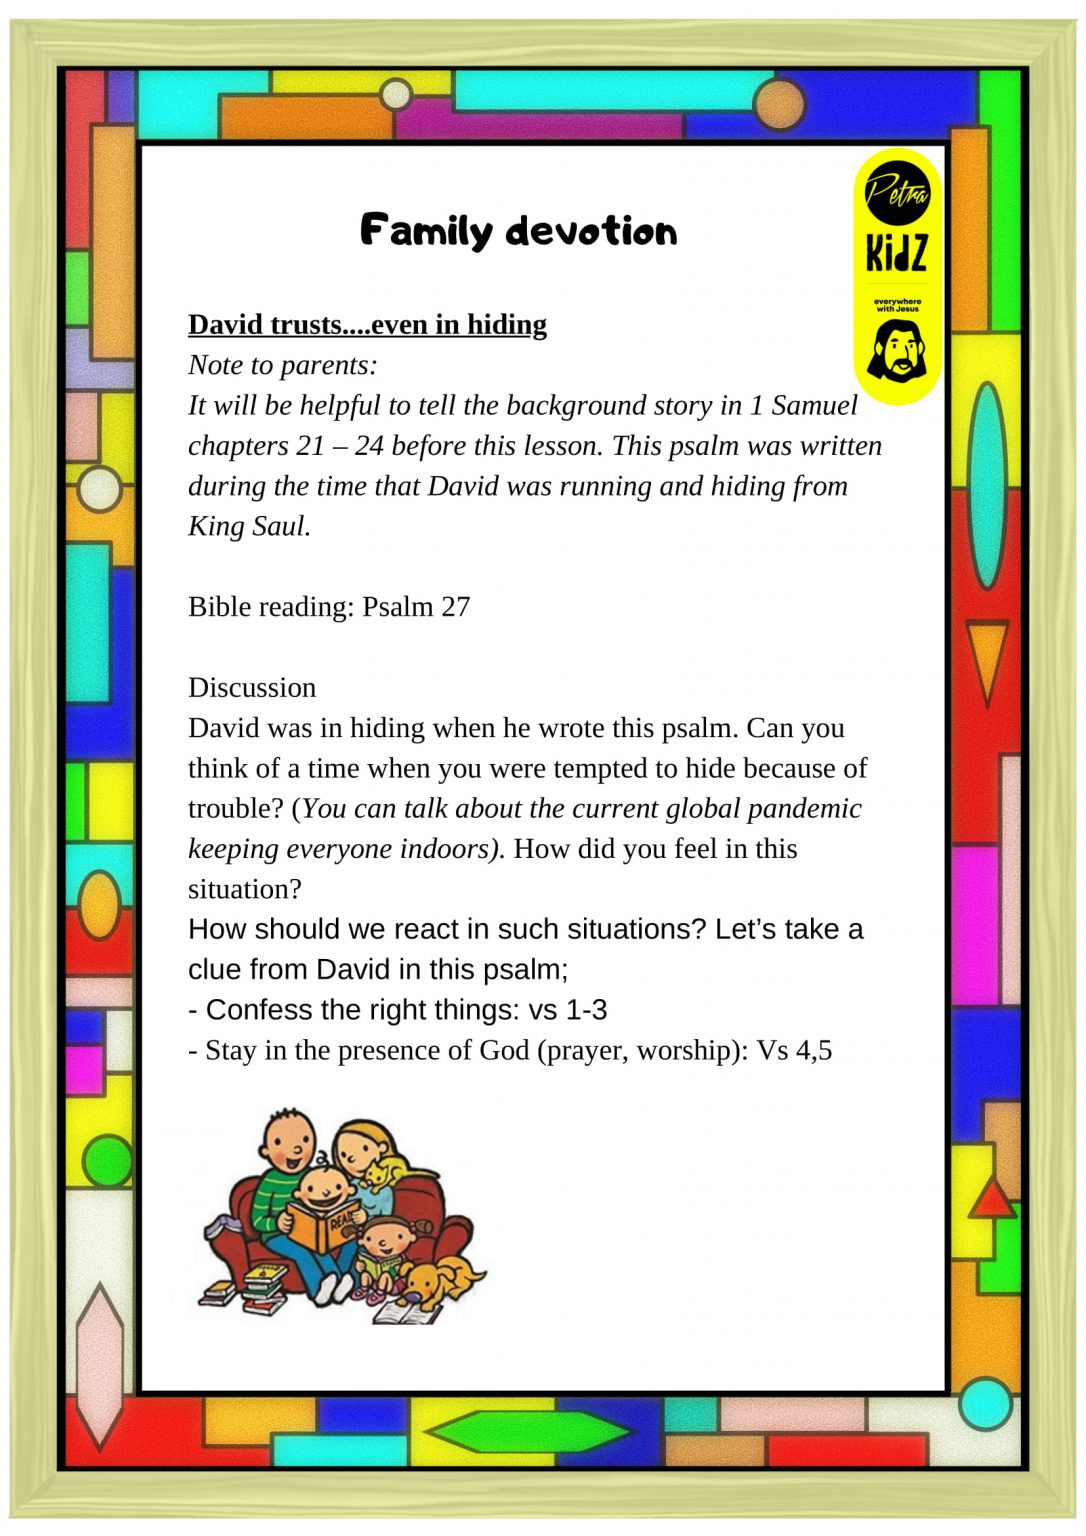 Petra
KidZ
everywhere
with Jesus
Family devotion
David trusts....even in hiding
Note to parents:
It will be helpful to tell the background story in 1 Samuel
chapters 21 – 24 before this lesson. This psalm was written
during the time that David was running and hiding from
King Saul.
Bible reading: Psalm 27
Discussion
David was in hiding when he wrote this psalm. Can you
think of a time when you were tempted to hide because of
trouble? (You can talk about the current global pandemic
keeping everyone indoors). How did you feel in this
situation?
How should we react in such situations? Let’s take a
clue from David in this psalm;
- Confess the right things: vs 1-3
- Stay in the presence of God (prayer, worship): Vs 4,5
READ